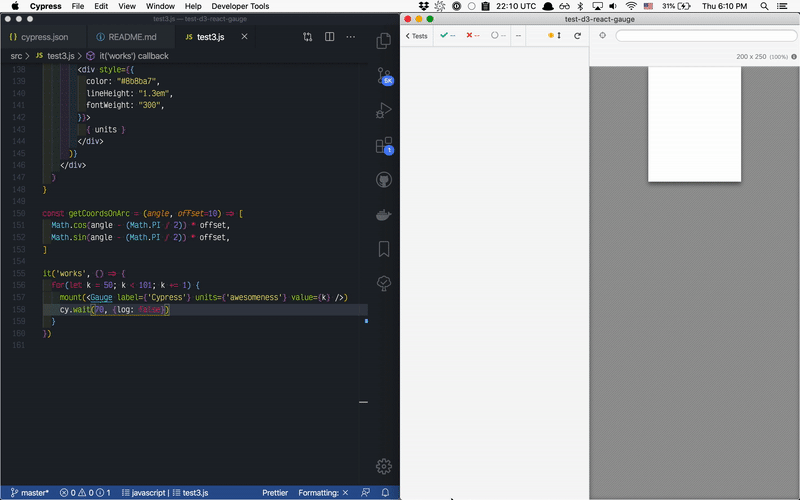 Cypress File Edit View Window Help Developer Tools 22:10 UTC 31% Thu 6:10 PM
test3.js — test-d3-react-gauge
test-d3-react-gauge
cypress.json README.md JS test3.js
src > JS test3.js > it('works') callback
139 <div style={{
140 color: "#8b8ba7",
141 lineHeight: "1.3em",
142 fontWeight: "300",
143 }}>
{ units }
144 </div>
145 )}
146 </div>
147 )
148 }
149
150 const getCoordsOnArc = (angle, offset=10) => [
151 Math.cos(angle - (Math.PI / 2)) * offset,
152 Math.sin(angle - (Math.PI / 2)) * offset,
153 ]
154
155 it('works', () => {
156 for(let k = 50; k < 101; k += 1) {
157 mount(<Gauge label={'Cypress'} units={'awesomeness'} value={k} />)
158 cy.wait(70, {log: false})
159 }
160 })
161
6K
1
master* 0 0 1 javascript | test3.js Prettier Formatting: ×
< Tests -- -- -- --
200 x 250 (100%)